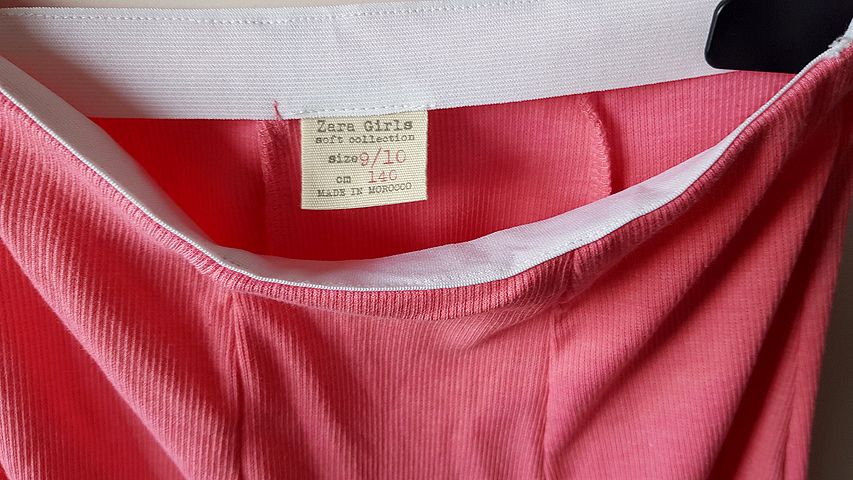 Zara Girls
soft collection
size 9/10
cm 140
MADE IN MOROCCO